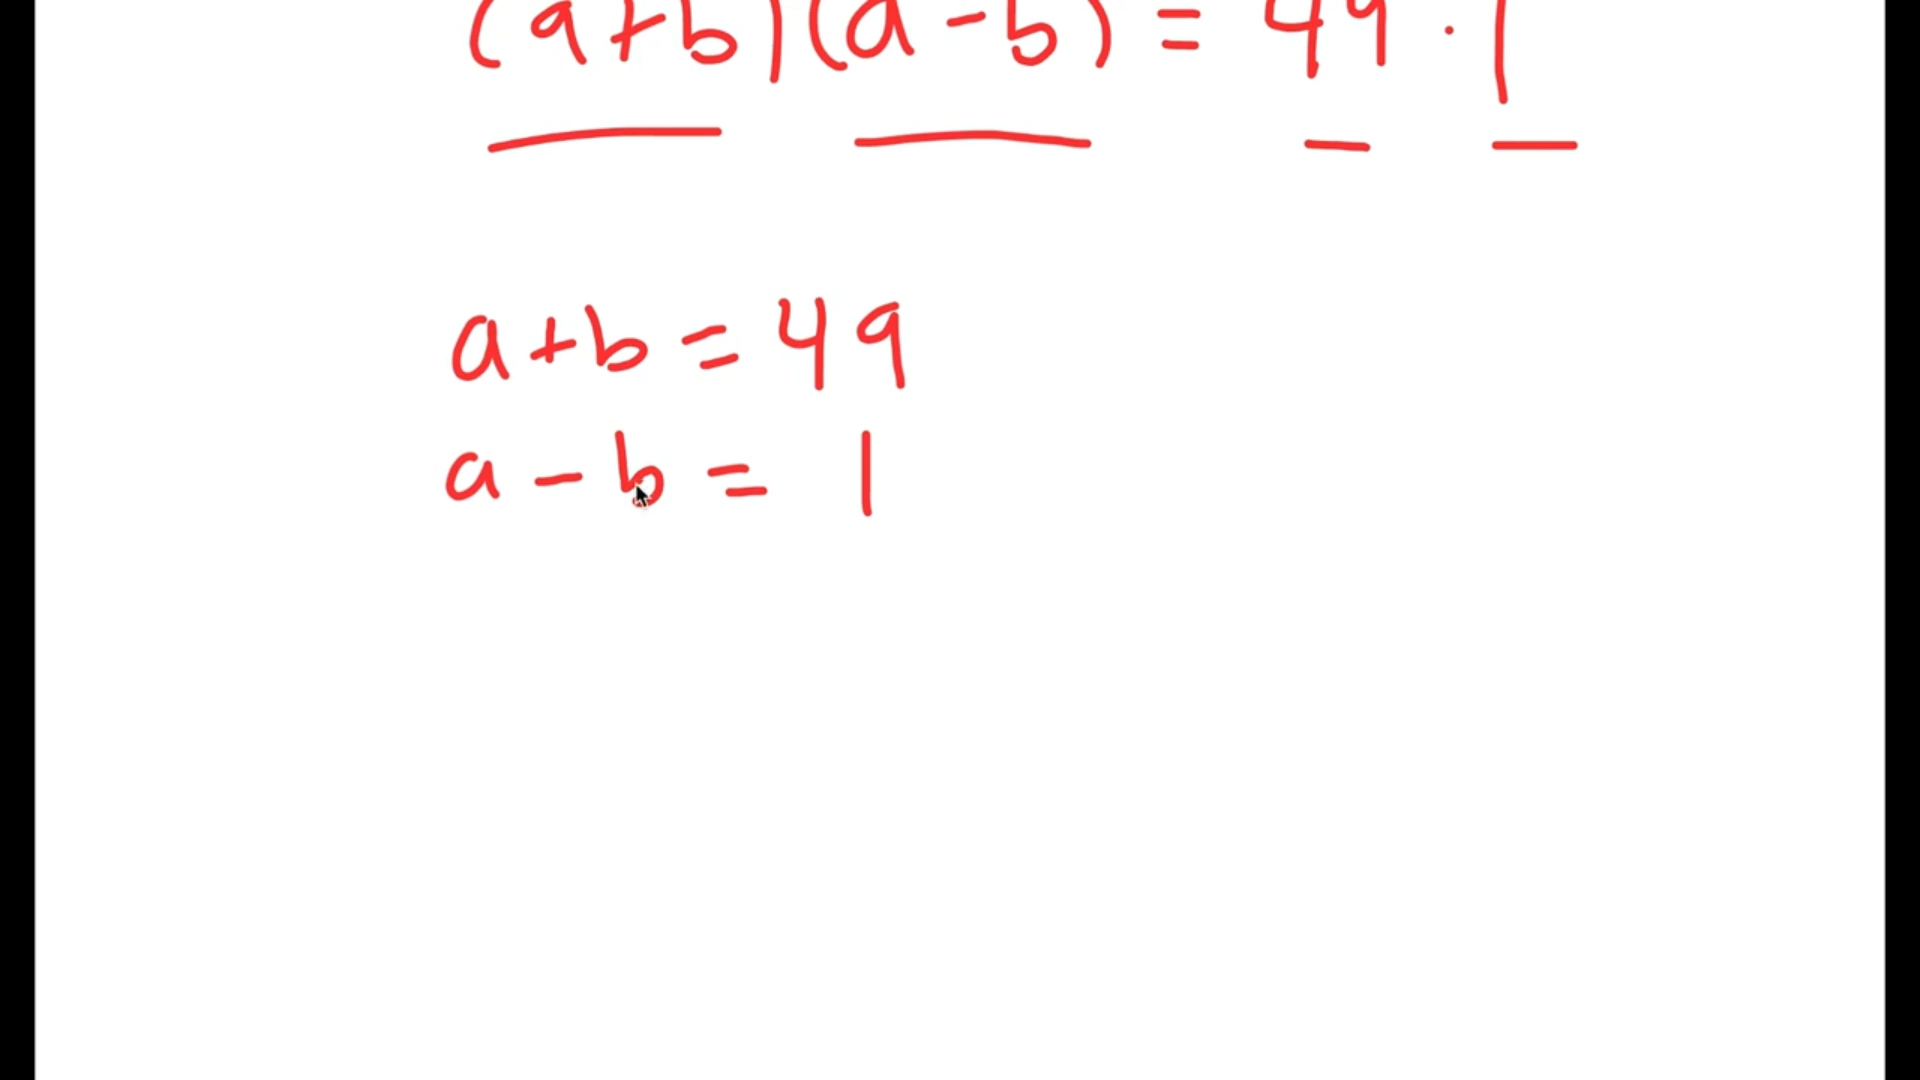 (a+b)(a-b) = 49 · 1
a+b = 49
a - b = 1